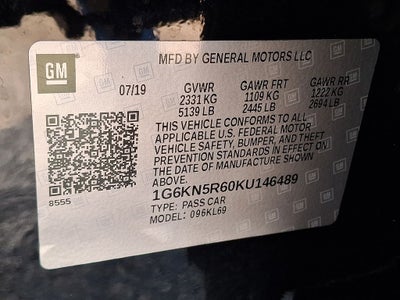 GM
MFD BY GENERAL MOTORS LLC
07/19 GVWR GAWR FRT GAWR RR
2331 KG 1109 KG 1222 KG
5139 LB 2445 LB 2694 LB
THIS VEHICLE CONFORMS TO ALL
APPLICABLE U.S. FEDERAL MOTOR
VEHICLE SAFETY, BUMPER, AND THEFT
PREVENTION STANDARDS IN EFFECT ON
THE DATE OF MANUFACTURE SHOWN
ABOVE.
8555
1G6KN5R60KU146489
TYPE: PASS CAR
MODEL: 096KL69